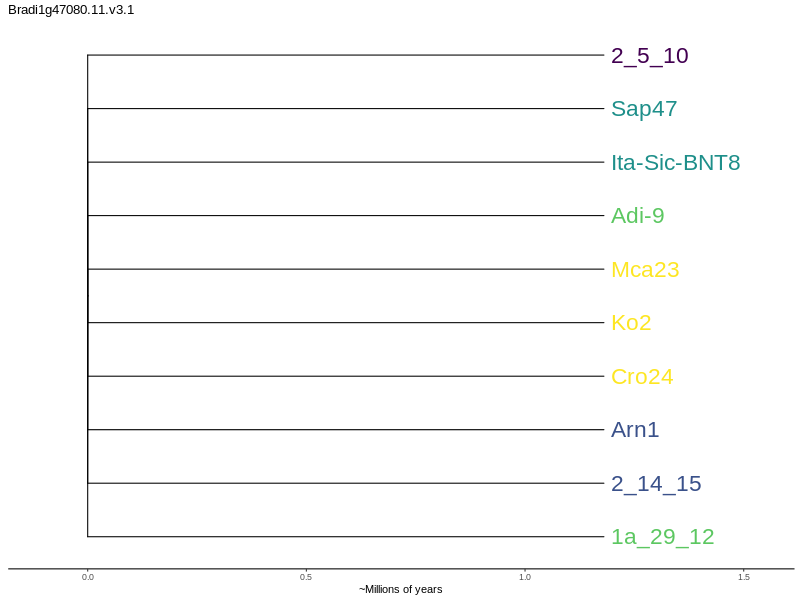 Bradi1g47080.11.v3.1
2_5_10
Sap47
Ita-Sic-BNT8
Adi-9
Mca23
Ko2
Cro24
Arn1
2_14_15
1a_29_12
0.0 0.5 1.0 1.5
~Millions of years